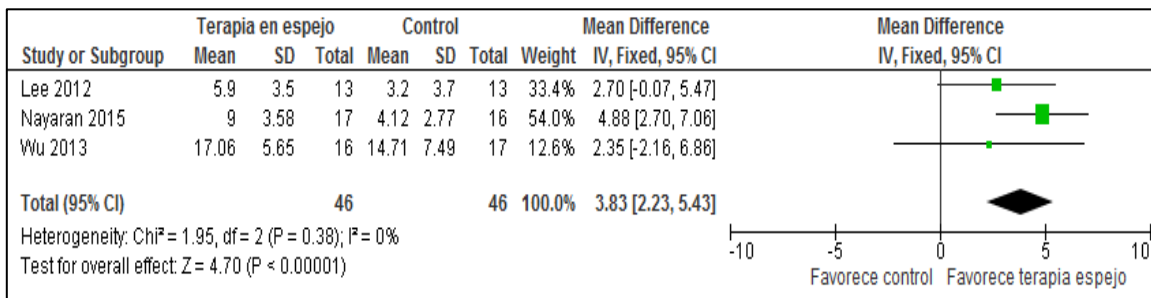 Terapia en espejo Control Mean Difference Mean Difference
Study or Subgroup Mean SD Total Mean SD Total Weight IV, Fixed, 95% CI IV, Fixed, 95% CI
Lee 2012 5.9 3.5 13 3.2 3.7 13 33.4% 2.70 [-0.07, 5.47]
Nayaran 2015 9 3.58 17 4.12 2.77 16 54.0% 4.88 [2.70, 7.06]
Wu 2013 17.06 5.65 16 14.71 7.49 17 12.6% 2.35 [-2.16, 6.86]
Total (95% CI) 46 46 100.0% 3.83 [2.23, 5.43]
Heterogeneity: Chi² = 1.95, df = 2 (P = 0.38); I² = 0%
Test for overall effect: Z = 4.70 (P < 0.00001)
-10 -5 0 5 10
Favorece control Favorece terapia espejo